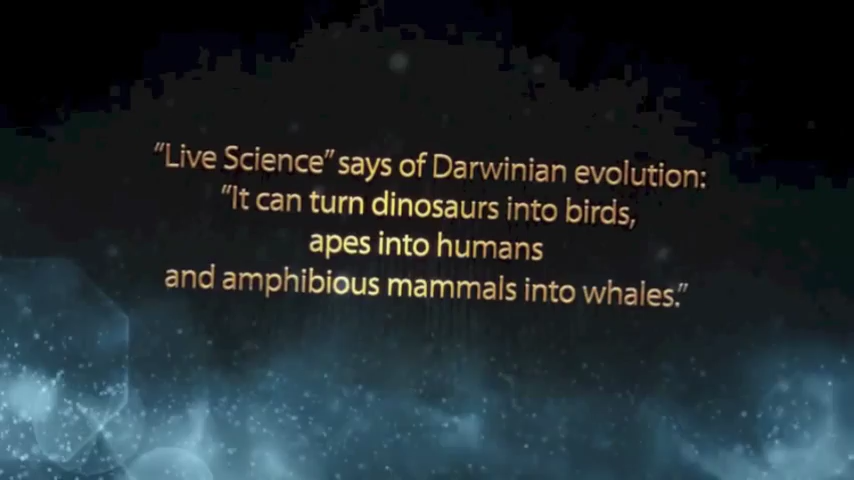 “Live Science” says of Darwinian evolution:
“It can turn dinosaurs into birds,
apes into humans
and amphibious mammals into whales.”